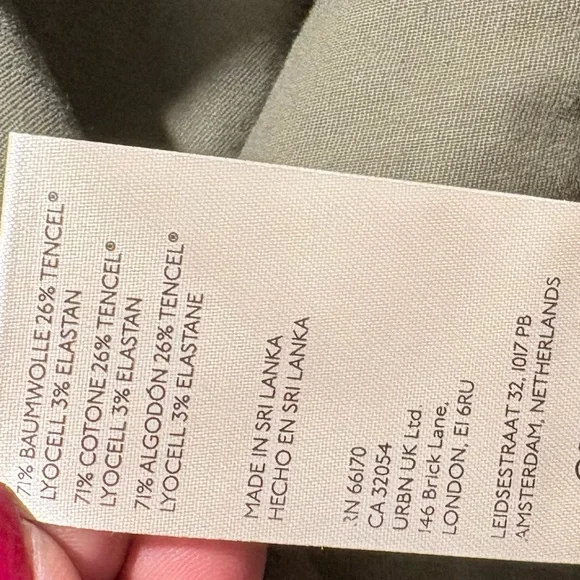 71% BAUMWOLLE 26% TENCEL®
LYOCELL 3% ELASTAN
71% COTONE 26% TENCEL®
LYOCELL 3% ELASTAN
71% ALGODÓN 26% TENCEL®
LYOCELL 3% ELASTANE
MADE IN SRI LANKA
HECHO EN SRI LANKA
RN 66170
CA 32054
URBN UK Ltd.
146 Brick Lane,
LONDON, E1 6RU
LEIDSESTRAAT 32, 1017 PB
AMSTERDAM, NETHERLANDS